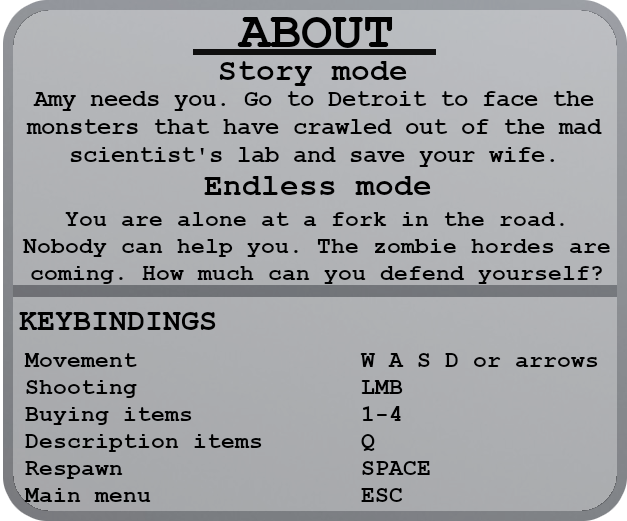 ABOUT
Story mode
Amy needs you. Go to Detroit to face the
monsters that have crawled out of the mad
scientist's lab and save your wife.
Endless mode
You are alone at a fork in the road.
Nobody can help you. The zombie hordes are
coming. How much can you defend yourself?
KEYBINDINGS
Movement W A S D or arrows
Shooting LMB
Buying items 1-4
Description items Q
Respawn SPACE
Main menu ESC